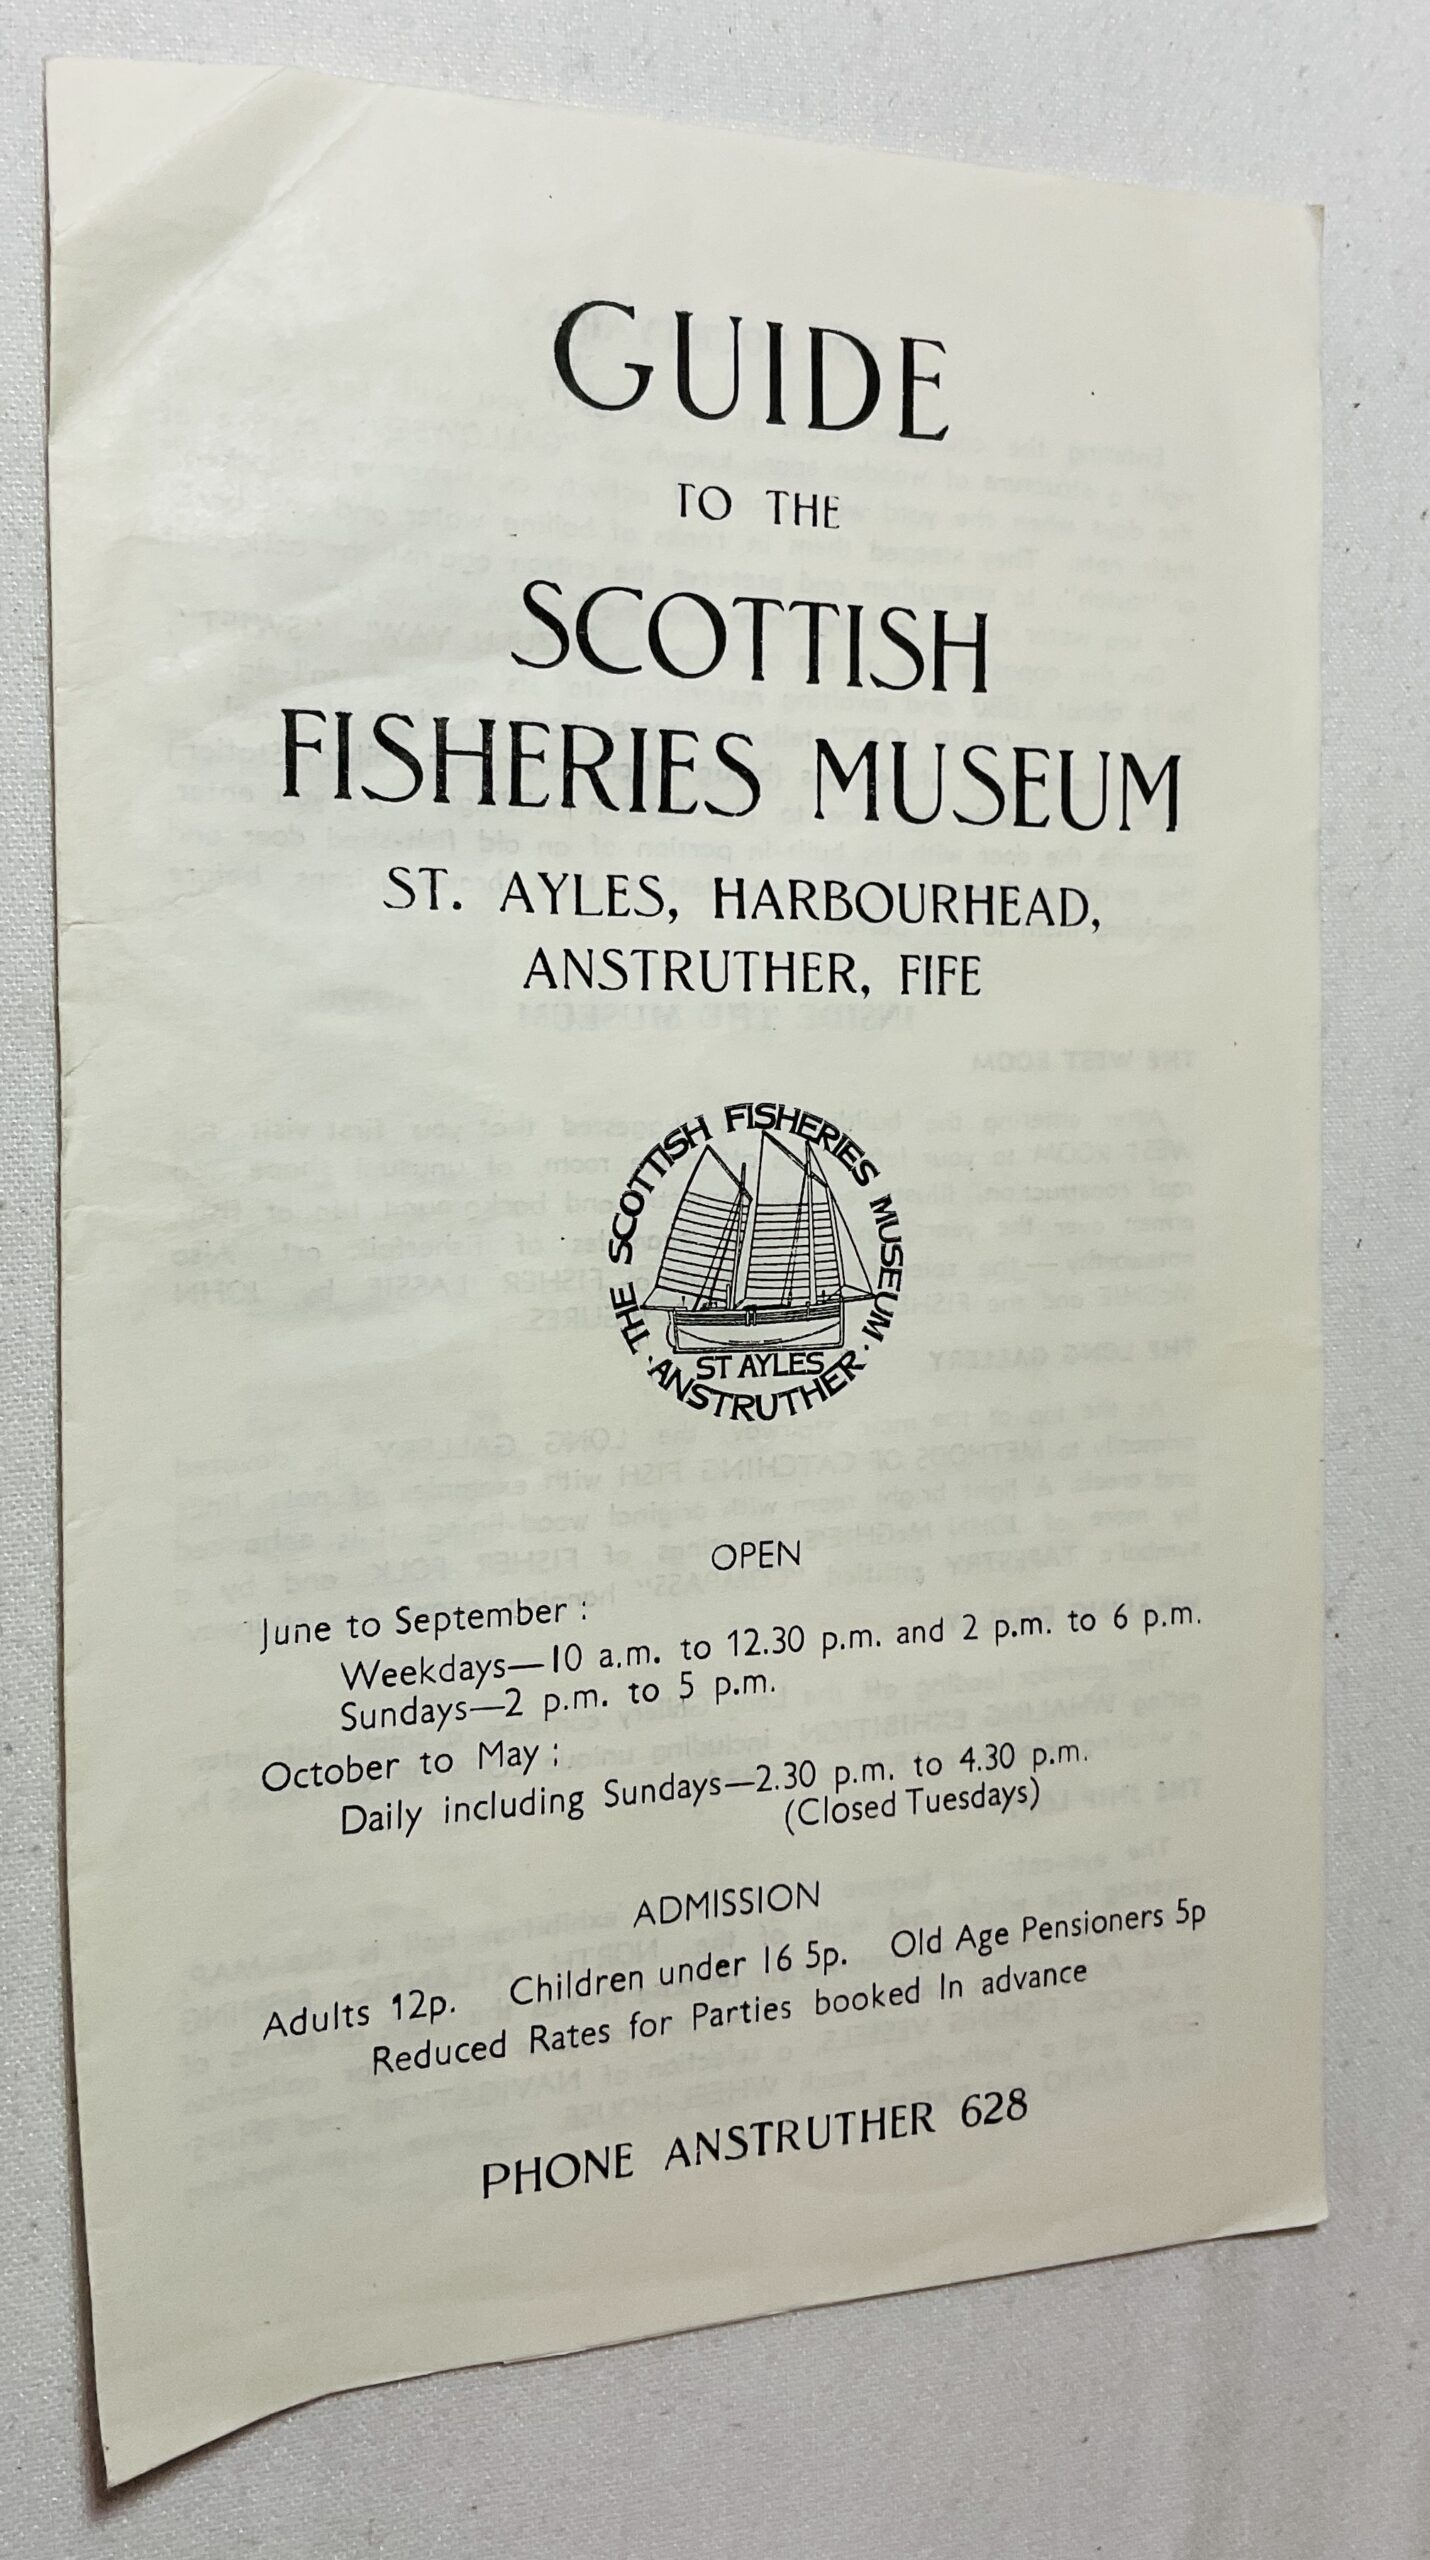 GUIDE
TO THE
SCOTTISH
FISHERIES MUSEUM
ST. AYLES, HARBOURHEAD,
ANSTRUTHER, FIFE
THE SCOTTISH FISHERIES MUSEUM
ST AYLES
· ANSTRUTHER ·
OPEN
June to September :
Weekdays—10 a.m. to 12.30 p.m. and 2 p.m. to 6 p.m.
Sundays—2 p.m. to 5 p.m.
October to May :
Daily including Sundays—2.30 p.m. to 4.30 p.m.
(Closed Tuesdays)
ADMISSION
Adults 12p. Children under 16 5p. Old Age Pensioners 5p
Reduced Rates for Parties booked In advance
PHONE ANSTRUTHER 628